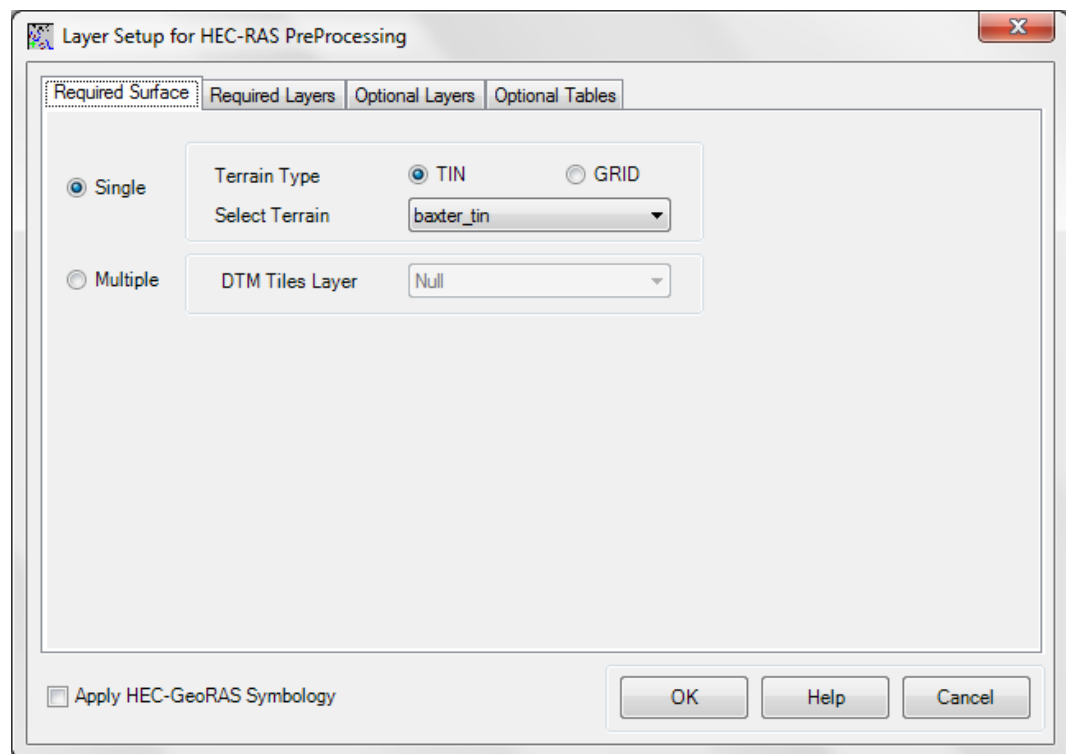 Layer Setup for HEC-RAS PreProcessing
X
Required Surface Required Layers Optional Layers Optional Tables
Single
Terrain Type TIN GRID
Select Terrain baxter_tin
Multiple DTM Tiles Layer Null
Apply HEC-GeoRAS Symbology OK Help Cancel